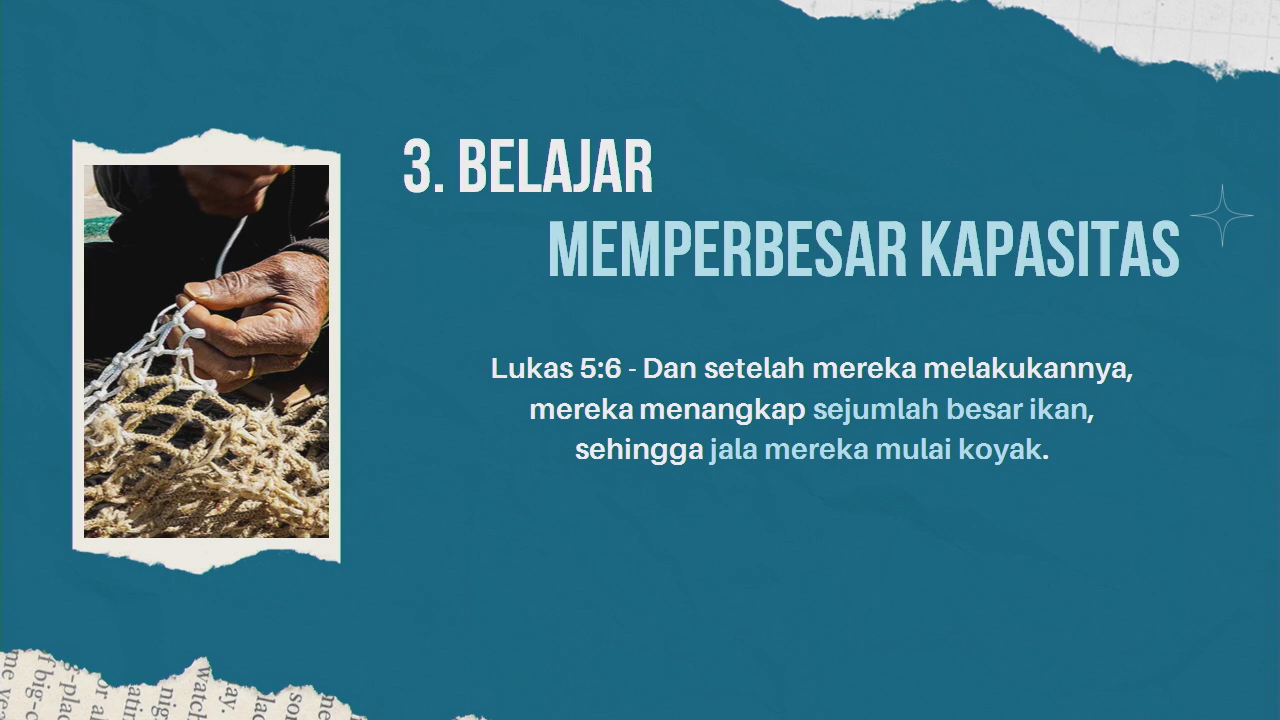 3. BELAJAR
MEMPERBESAR KAPASITAS
Lukas 5:6 - Dan setelah mereka melakukannya,
mereka menangkap sejumlah besar ikan,
sehingga jala mereka mulai koyak.